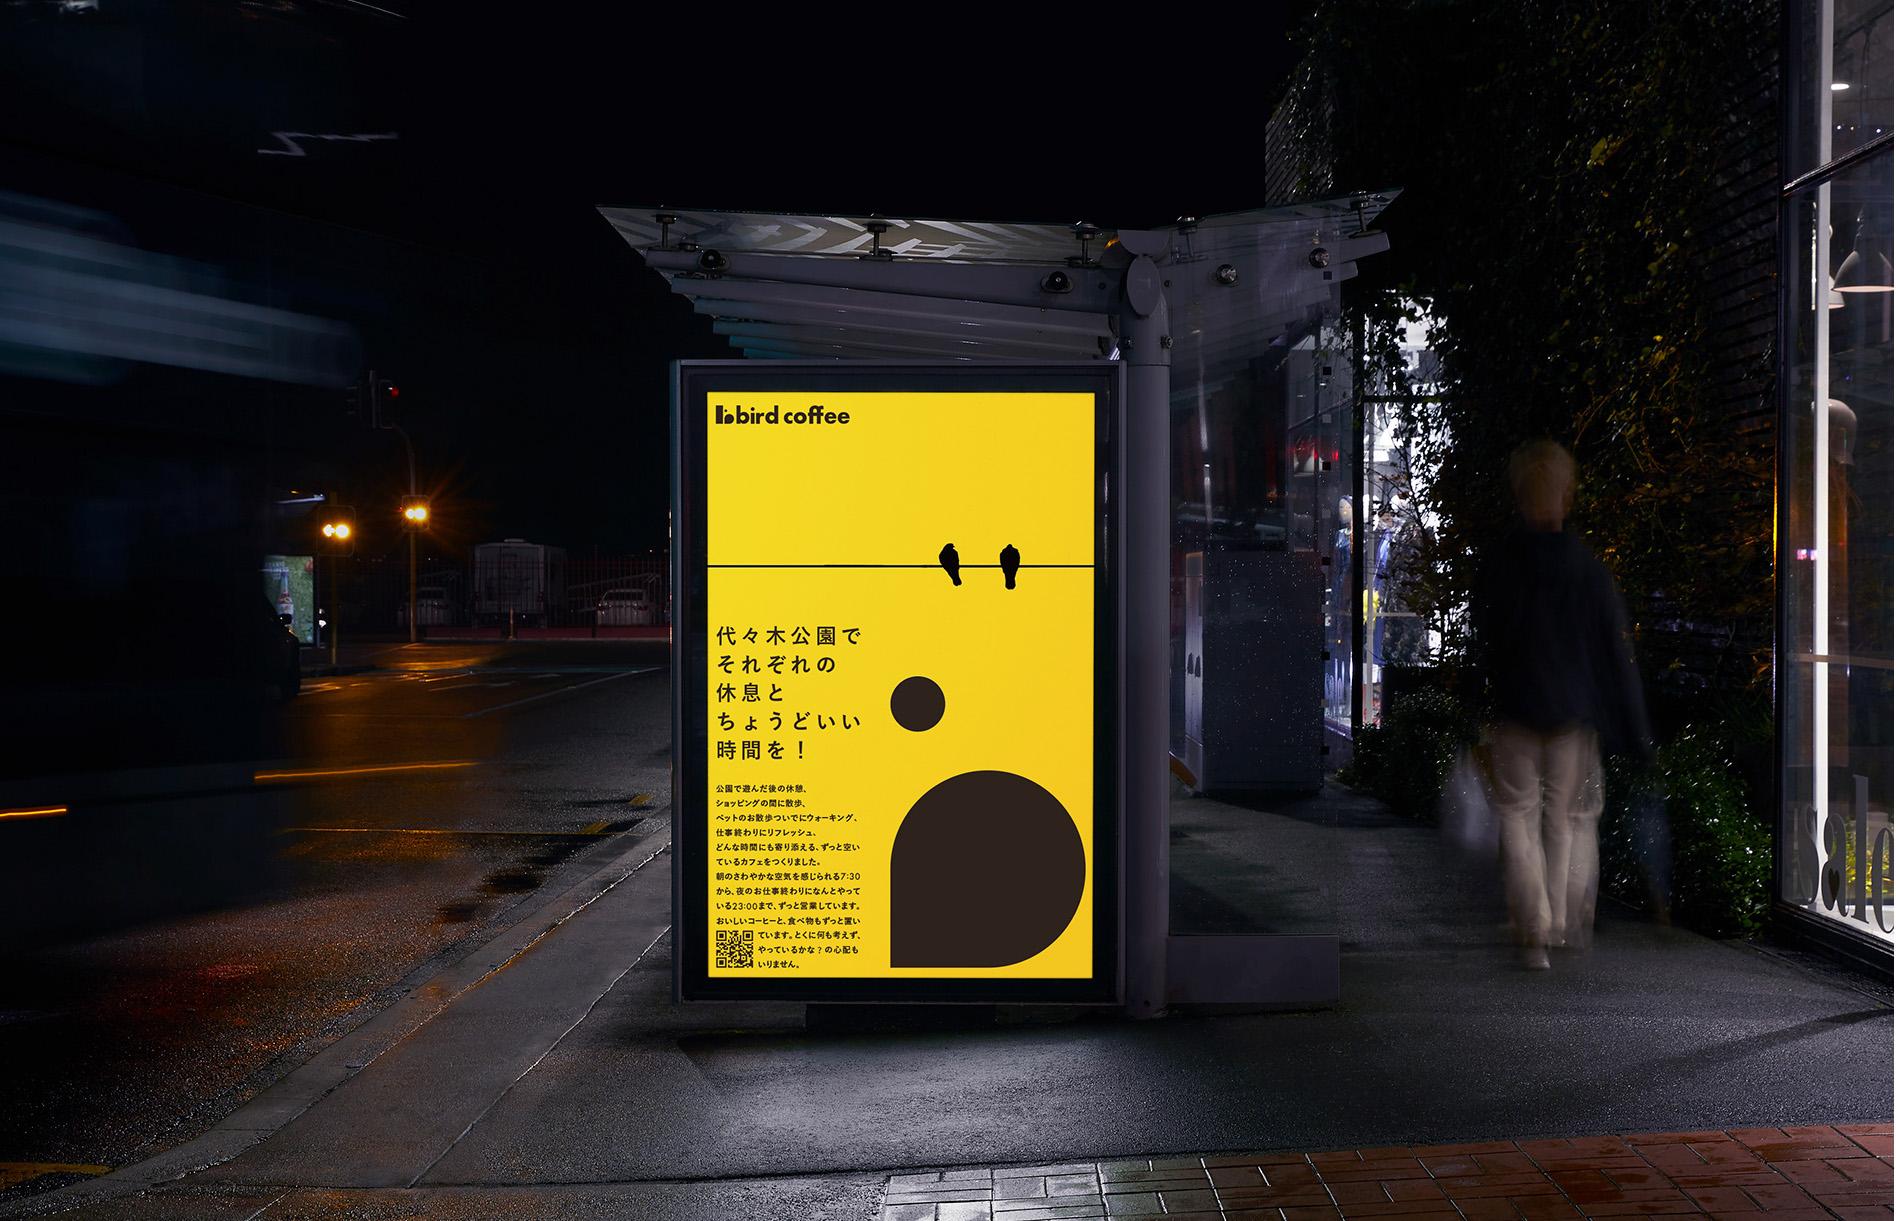 bird coffee
代々木公園で
それぞれの
休息と
ちょうどいい
時間を！
公園で遊んだ後の休憩、
ショッピングの間に散歩、
ペットのお散歩ついでにウォーキング、
仕事終わりにリフレッシュ、
どんな時間にも寄り添える、ずっと空い
ているカフェをつくりました。
朝のさわやかな空気を感じられる7:30
から、夜のお仕事終わりになんとやって
いる23:00まで、ずっと営業しています。
おいしいコーヒーと、食べ物もずっと置い
ています。とくに何も考えず、
やっているかな？の心配も
いりません。